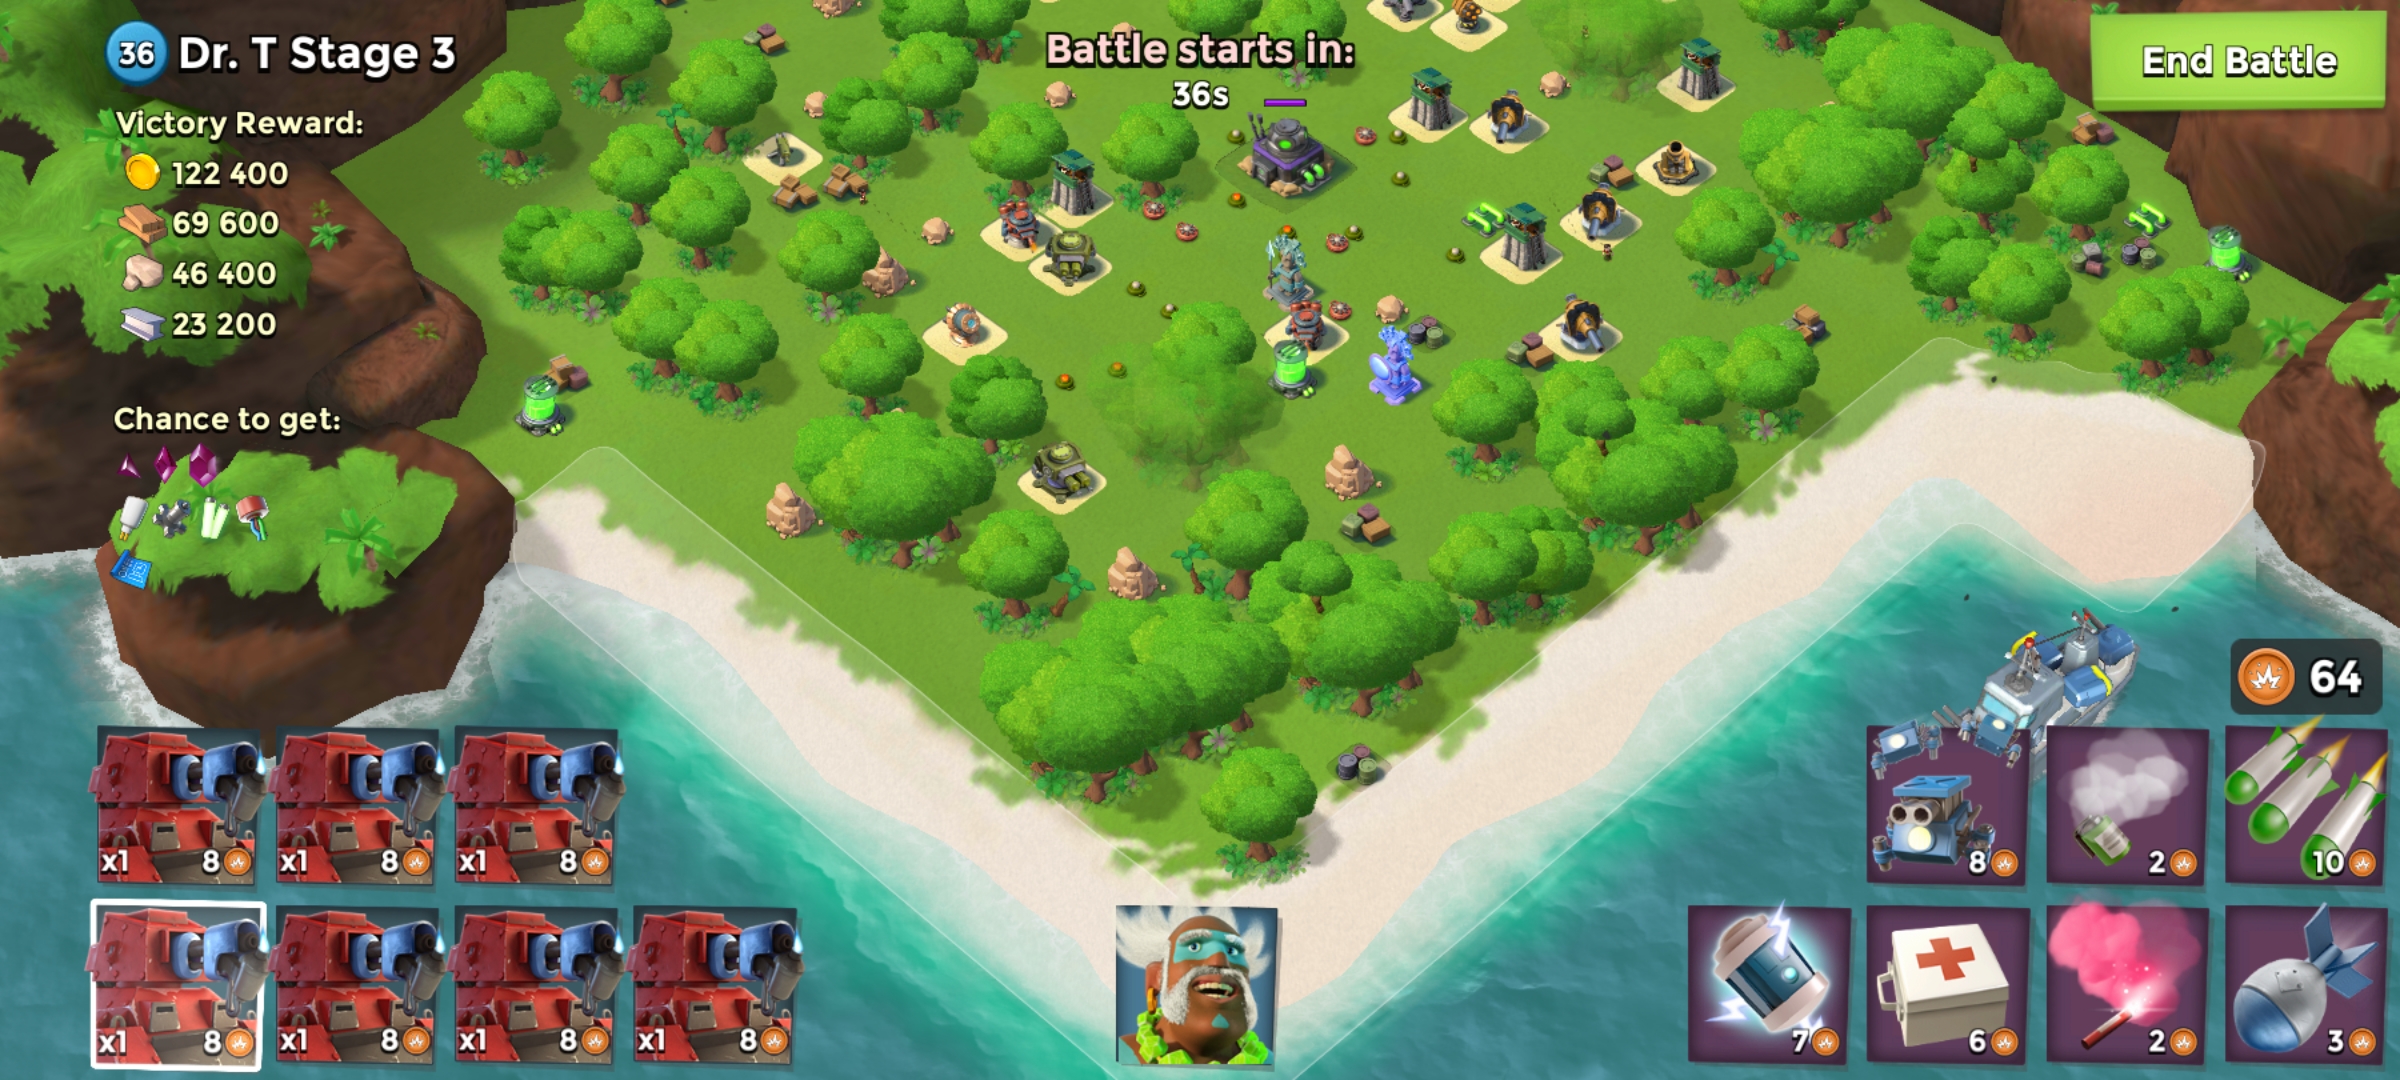 36 Dr. T Stage 3
Battle starts in:
36s
End Battle
Victory Reward:
122 400
69 600
46 400
23 200
Chance to get:
64
x1 8
x1 8
x1 8
8
2
10
x1 8
x1 8
x1 8
x1 8
7
6
2
3